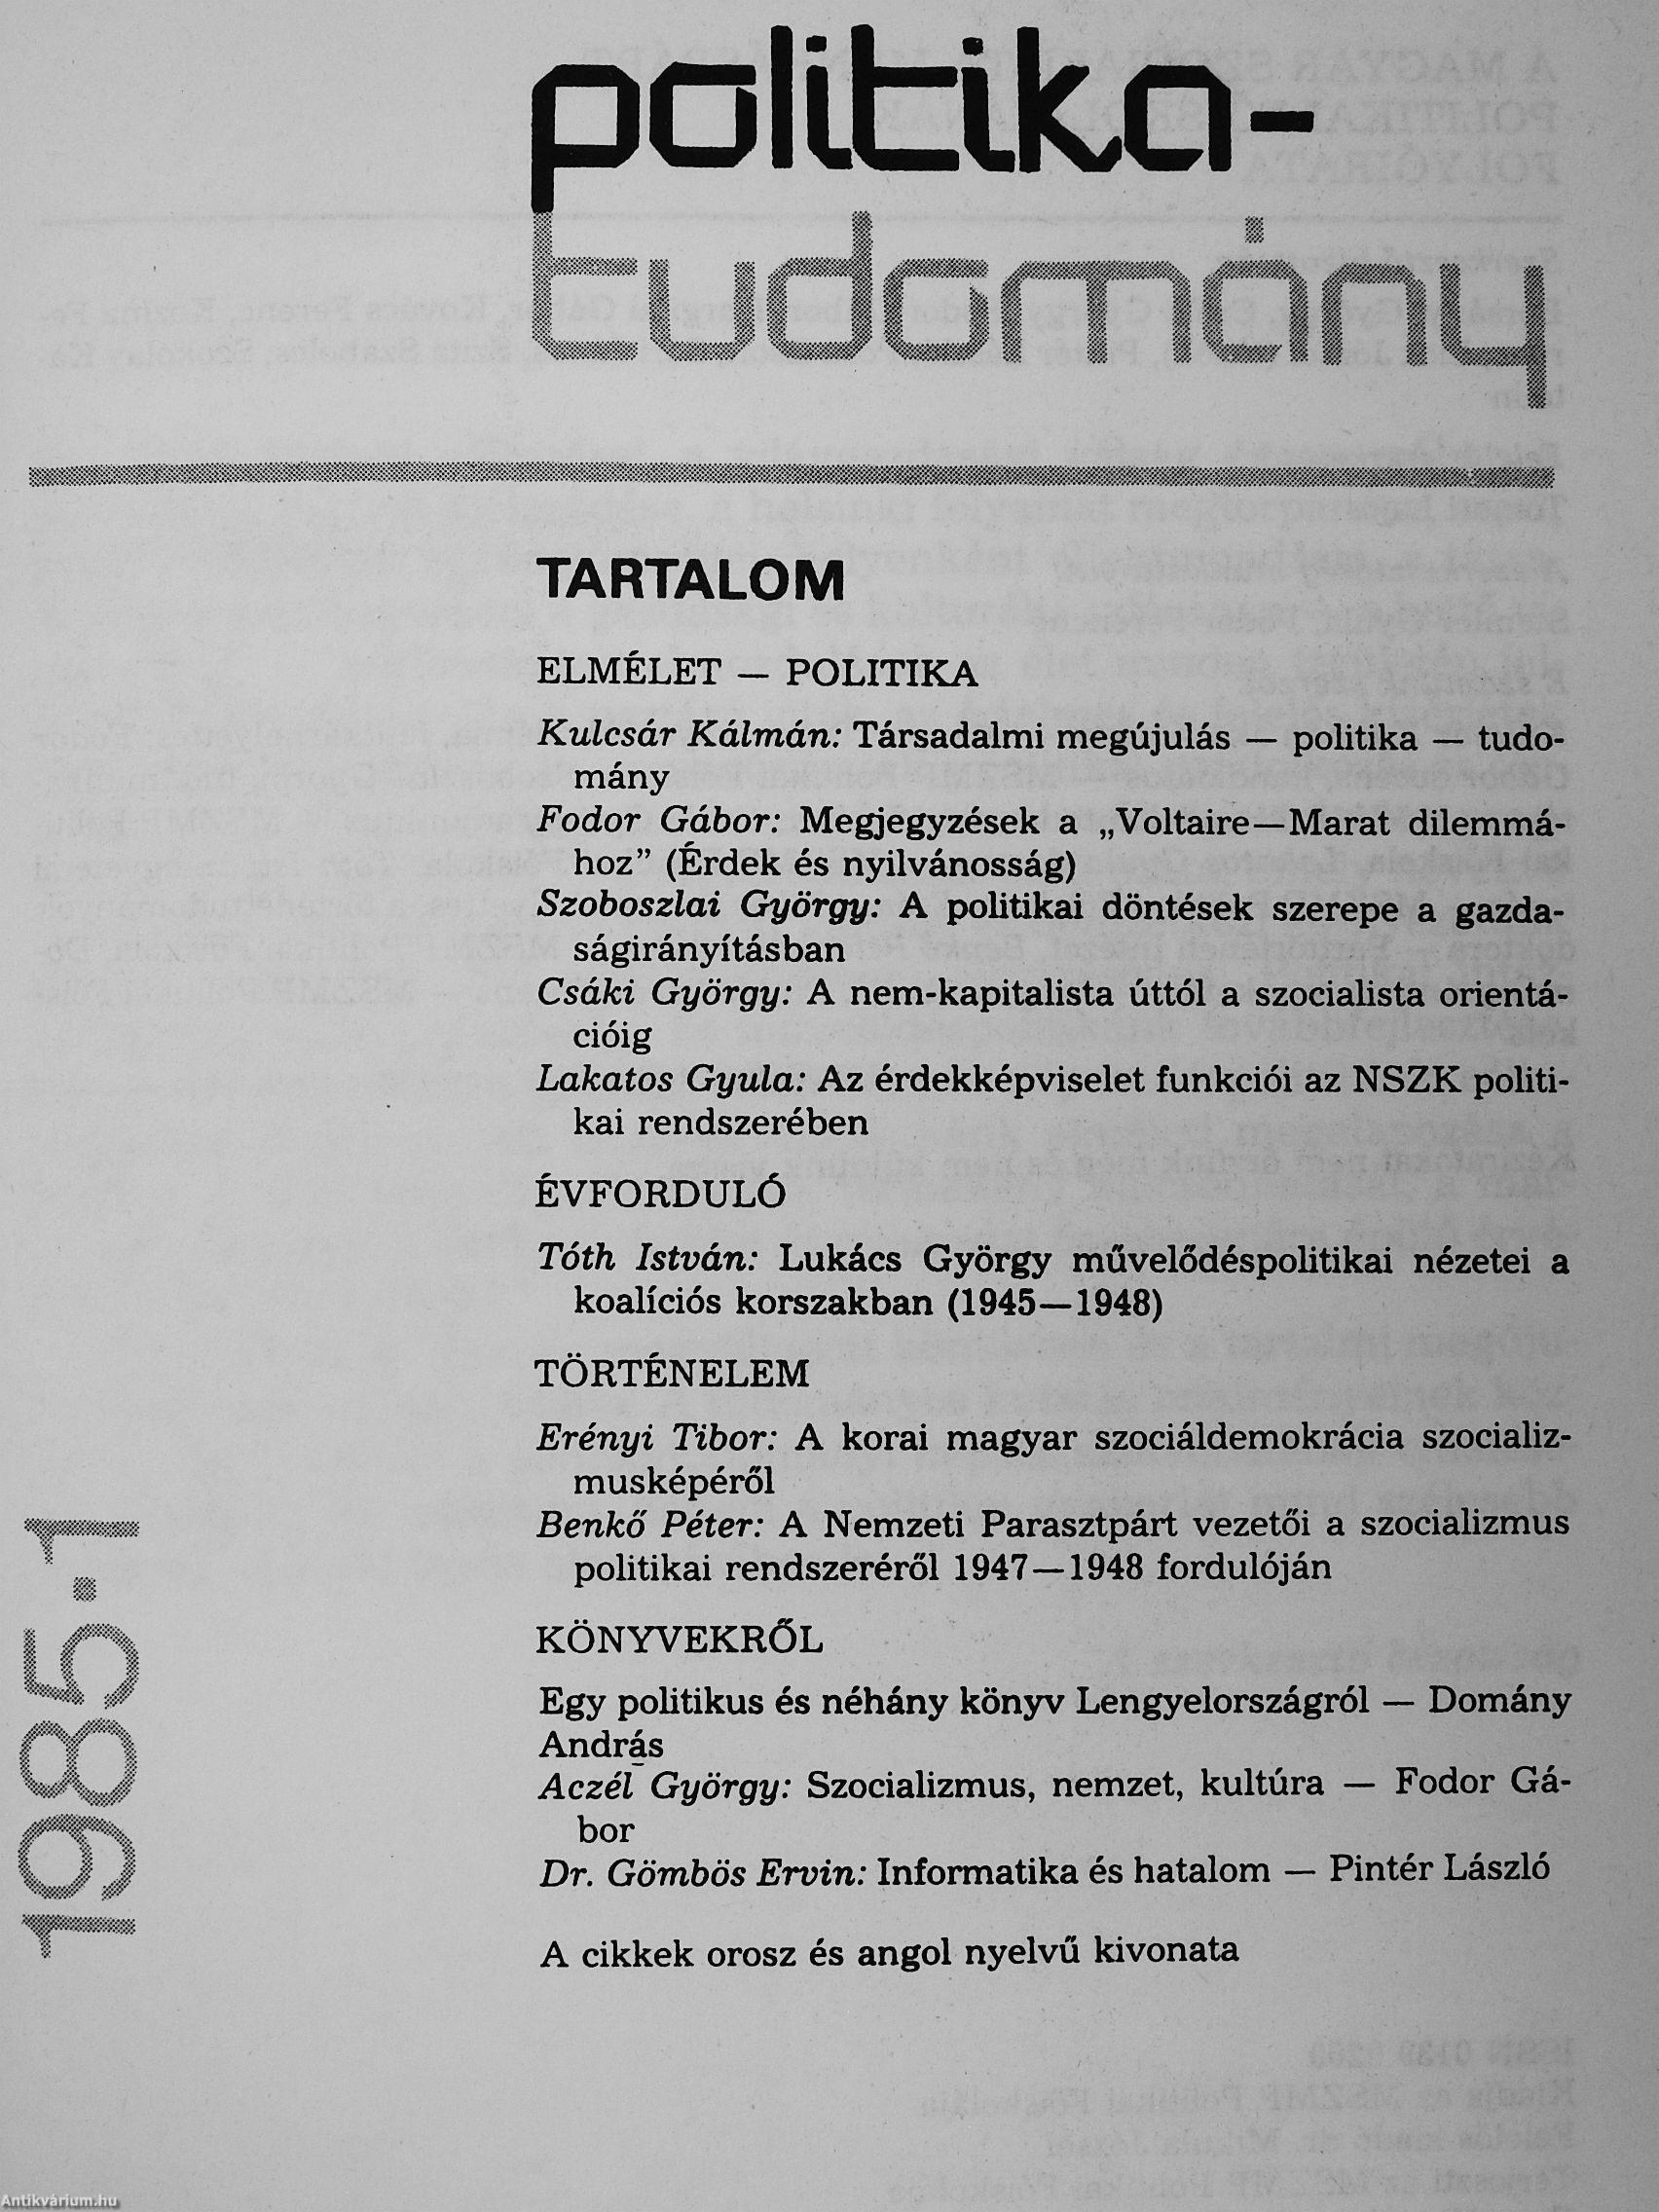 politika-
tudomány
TARTALOM
ELMÉLET — POLITIKA
Kulcsár Kálmán: Társadalmi megújulás — politika — tudo-
mány
Fodor Gábor: Megjegyzések a „Voltaire—Marat dilemmá-
hoz” (Érdek és nyilvánosság)
Szoboszlai György: A politikai döntések szerepe a gazda-
ságirányításban
Csáki György: A nem-kapitalista úttól a szocialista orientá-
cióig
Lakatos Gyula: Az érdekképviselet funkciói az NSZK politi-
kai rendszerében
ÉVFORDULÓ
Tóth István: Lukács György művelődéspolitikai nézetei a
koalíciós korszakban (1945—1948)
TÖRTÉNELEM
Erényi Tibor: A korai magyar szociáldemokrácia szocializ-
musképéről
Benkő Péter: A Nemzeti Parasztpárt vezetői a szocializmus
politikai rendszeréről 1947—1948 fordulóján
KÖNYVEKRŐL
Egy politikus és néhány könyv Lengyelországról — Domány
András
Aczél György: Szocializmus, nemzet, kultúra — Fodor Gá-
bor
Dr. Gömbös Ervin: Informatika és hatalom — Pintér László
A cikkek orosz és angol nyelvű kivonata
1985·1
Antikvárium.hu